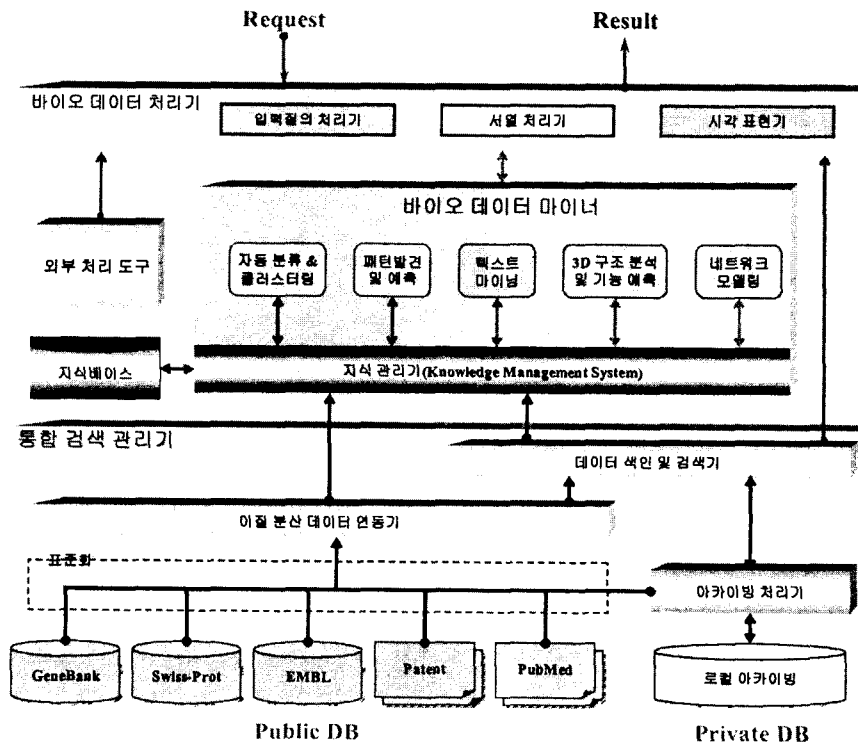 Request
Result
바이오 데이터 처리기
입력질의 처리기
서열 처리기
시각 표현기
바이오 데이터 마이너
외부 처리 도구
자동 분류 &
클러스터링
패턴발견
및 예측
텍스트
마이닝
3D 구조 분석
및 기능 예측
네트워크
모델링
지식베이스
지식 관리기(Knowledge Management System)
통합 검색 관리기
데이터 색인 및 검색기
이질 분산 데이터 연동기
표준화
아카이빙 처리기
GeneBank
Swiss-Prot
EMBL
Patent
PubMed
로컬 아카이빙
Public DB
Private DB